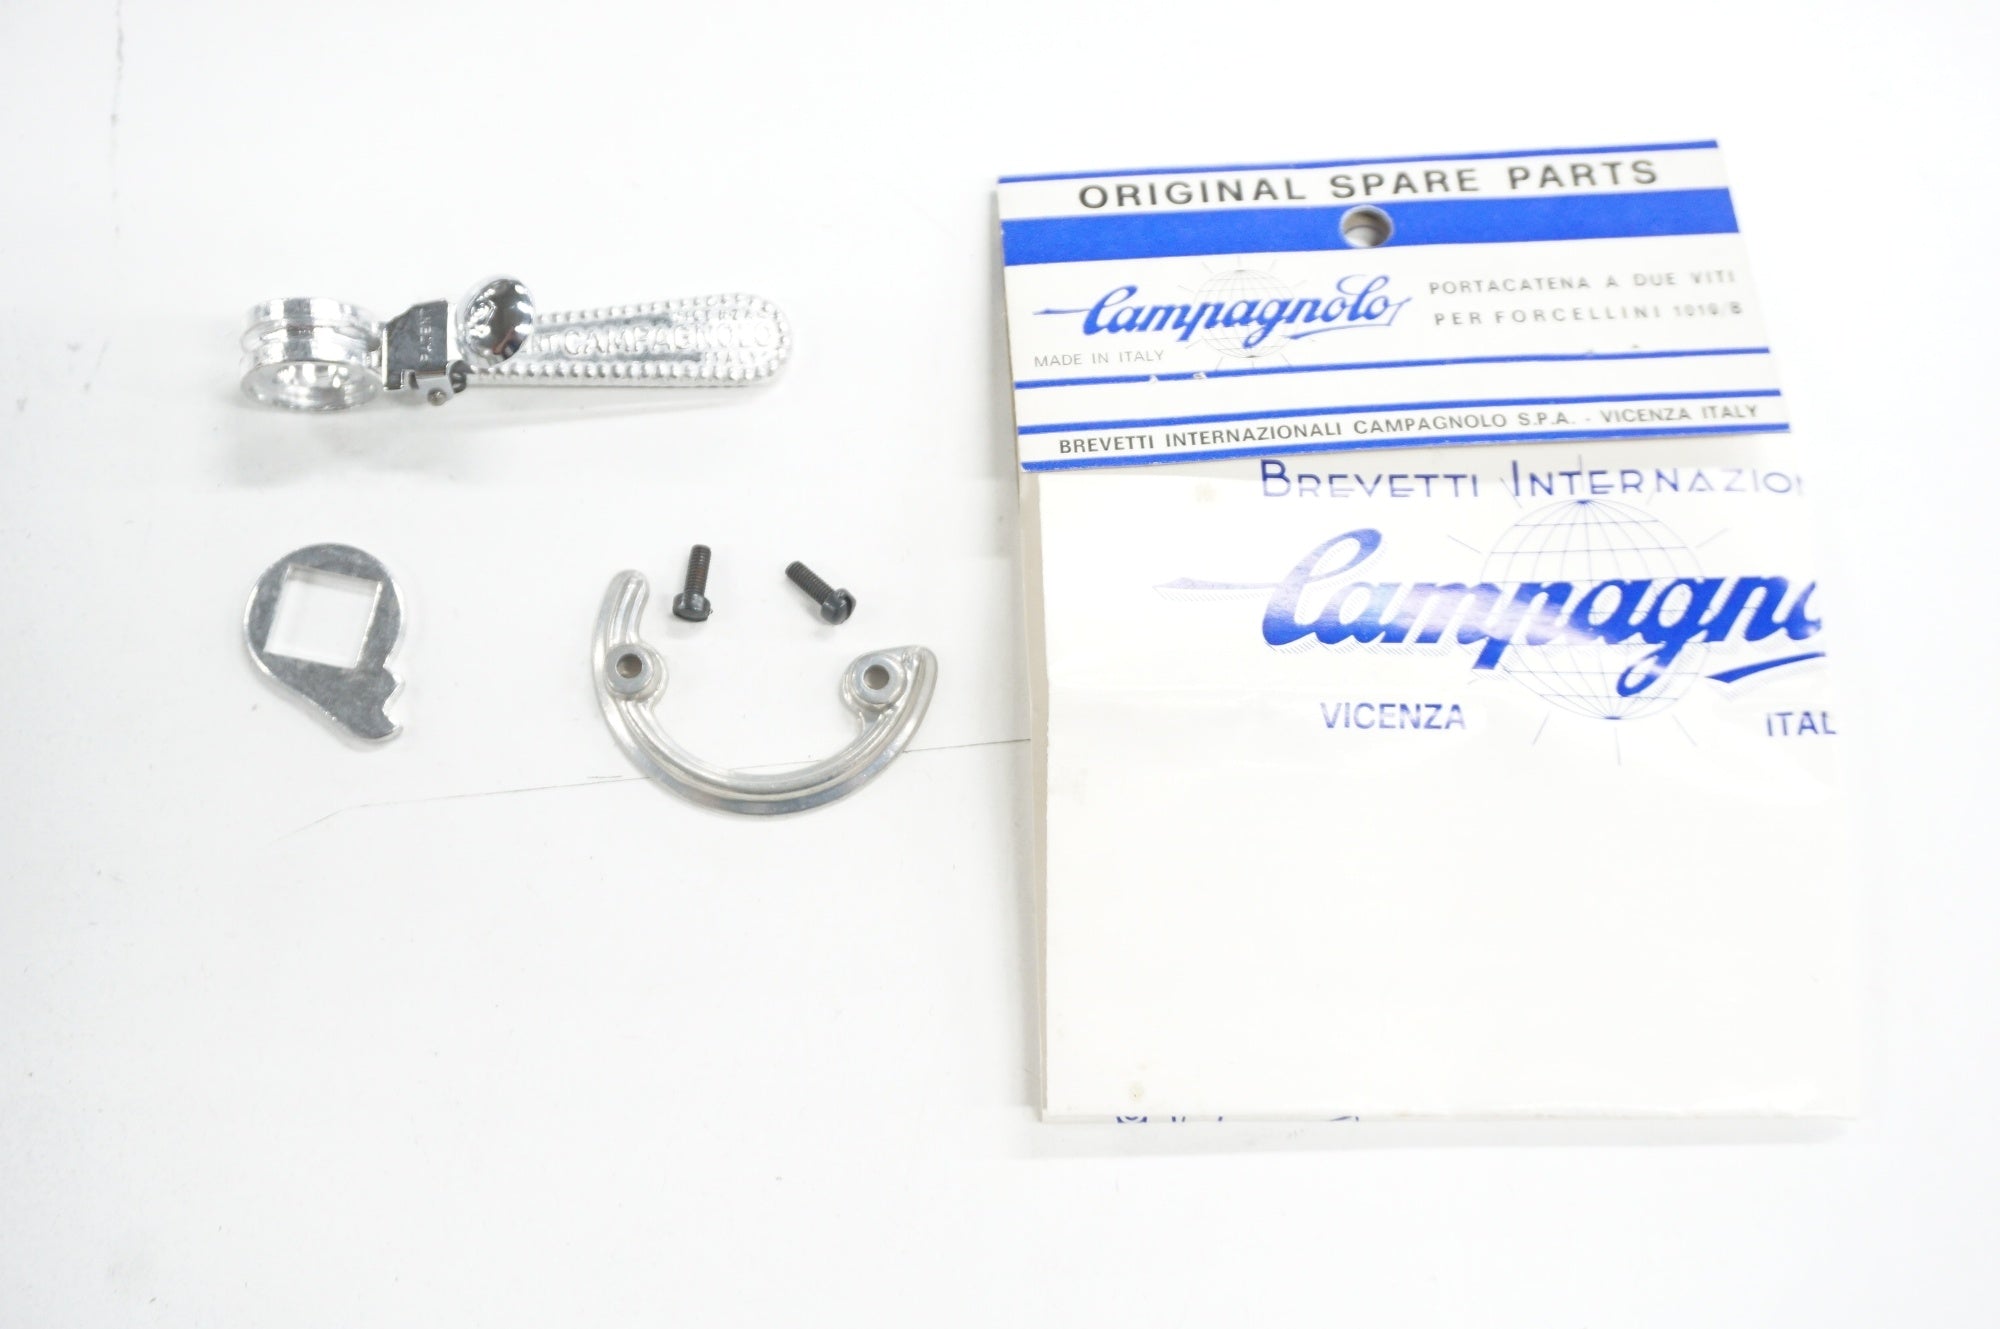 ORIGINAL SPARE PARTS
Campagnolo
PORTACATENA A DUE VITI
PER FORCELLINI 1010/B
MADE IN ITALY
BREVETTI INTERNAZIONALI CAMPAGNOLO S.P.A. - VICENZA ITALY
BREVETTI INTERNAZIO
Campagno
VICENZA ITAL
PATENT
CAMPAGNOLO